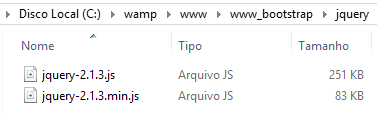 Disco Local (C:) wamp www www_bootstrap jquery
Nome Tipo Tamanho
jquery-2.1.3.js Arquivo JS 251 KB
jquery-2.1.3.min.js Arquivo JS 83 KB